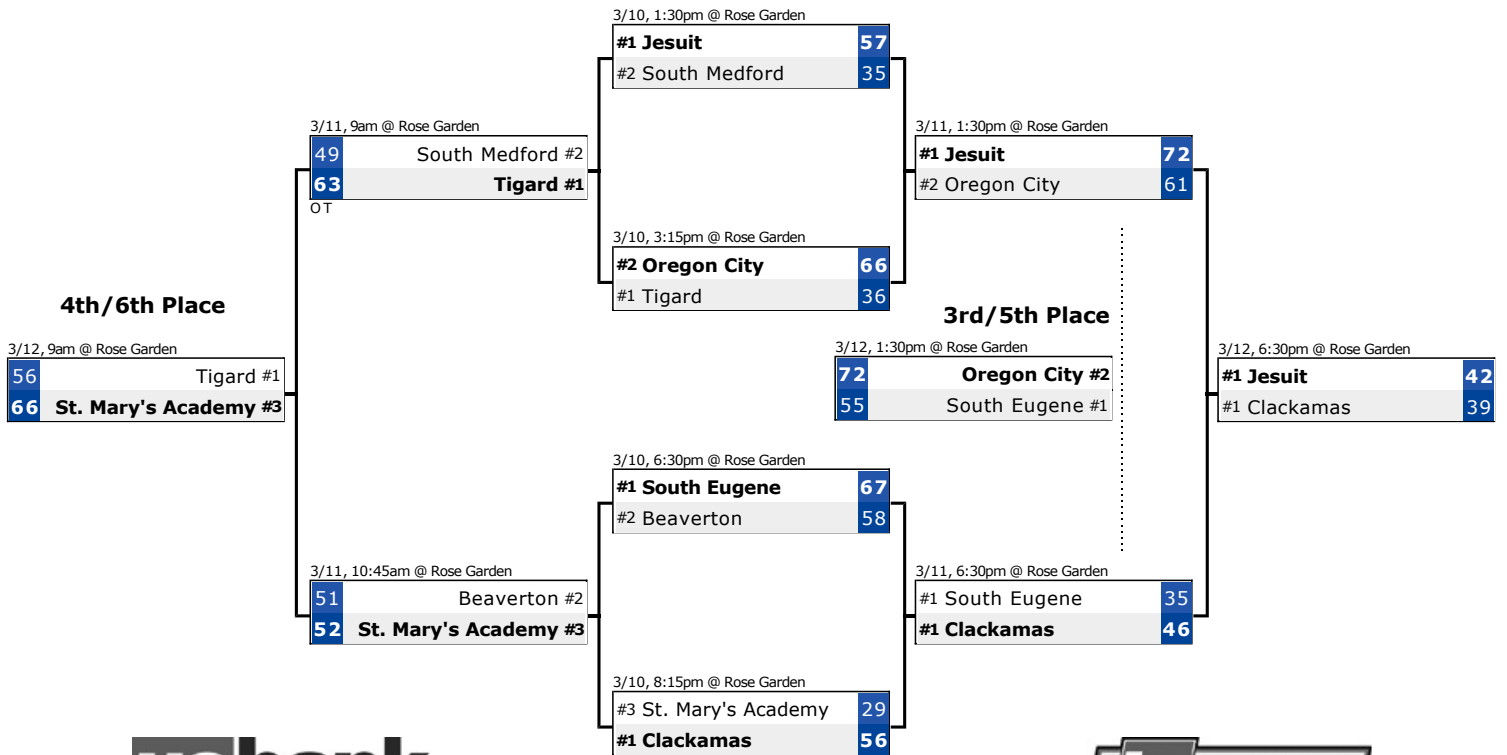 3/10, 1:30pm @ Rose Garden
#1 Jesuit 57
#2 South Medford 35
3/11, 9am @ Rose Garden
49 South Medford #2
63 Tigard #1
OT
3/11, 1:30pm @ Rose Garden
#1 Jesuit 72
#2 Oregon City 61
3/10, 3:15pm @ Rose Garden
#2 Oregon City 66
#1 Tigard 36
4th/6th Place
3/12, 9am @ Rose Garden
56 Tigard #1
66 St. Mary's Academy #3
3rd/5th Place
3/12, 1:30pm @ Rose Garden
72 Oregon City #2
55 South Eugene #1
3/12, 6:30pm @ Rose Garden
#1 Jesuit 42
#1 Clackamas 39
3/10, 6:30pm @ Rose Garden
#1 South Eugene 67
#2 Beaverton 58
3/11, 10:45am @ Rose Garden
51 Beaverton #2
52 St. Mary's Academy #3
3/11, 6:30pm @ Rose Garden
#1 South Eugene 35
#1 Clackamas 46
3/10, 8:15pm @ Rose Garden
#3 St. Mary's Academy 29
#1 Clackamas 56